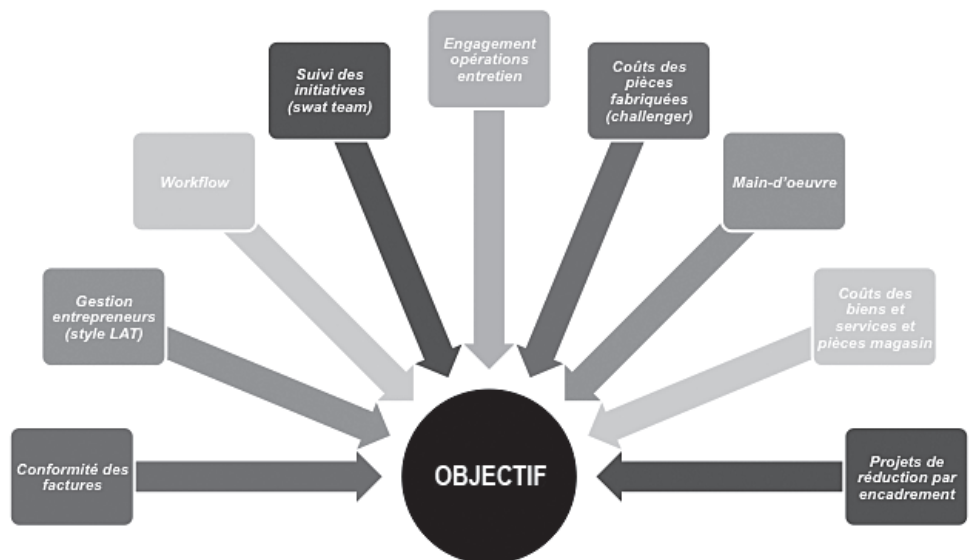 Engagement
opérations
entretien
Suivi des
initiatives
(swat team)
Coûts des
pièces
fabriquées
(challenger)
Workflow
Main-d'oeuvre
Gestion
entrepreneurs
(style LAT)
Coûts des
biens et
services et
pièces magasin
Conformité des
factures
OBJECTIF
Projets de
réduction par
encadrement